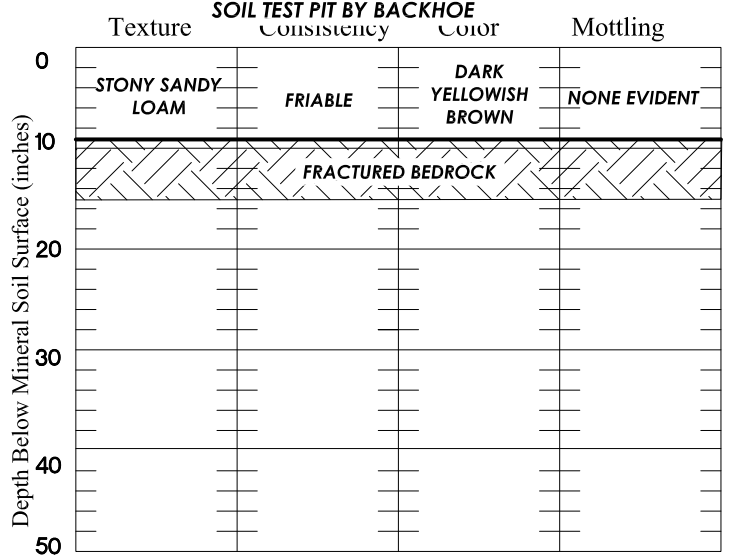 SOIL TEST PIT BY BACKHOE
Texture Consistency Color Mottling
0
STONY SANDY
LOAM
FRIABLE
DARK
YELLOWISH
BROWN
NONE EVIDENT
10
FRACTURED BEDROCK
20
30
40
50
Depth Below Mineral Soil Surface (inches)